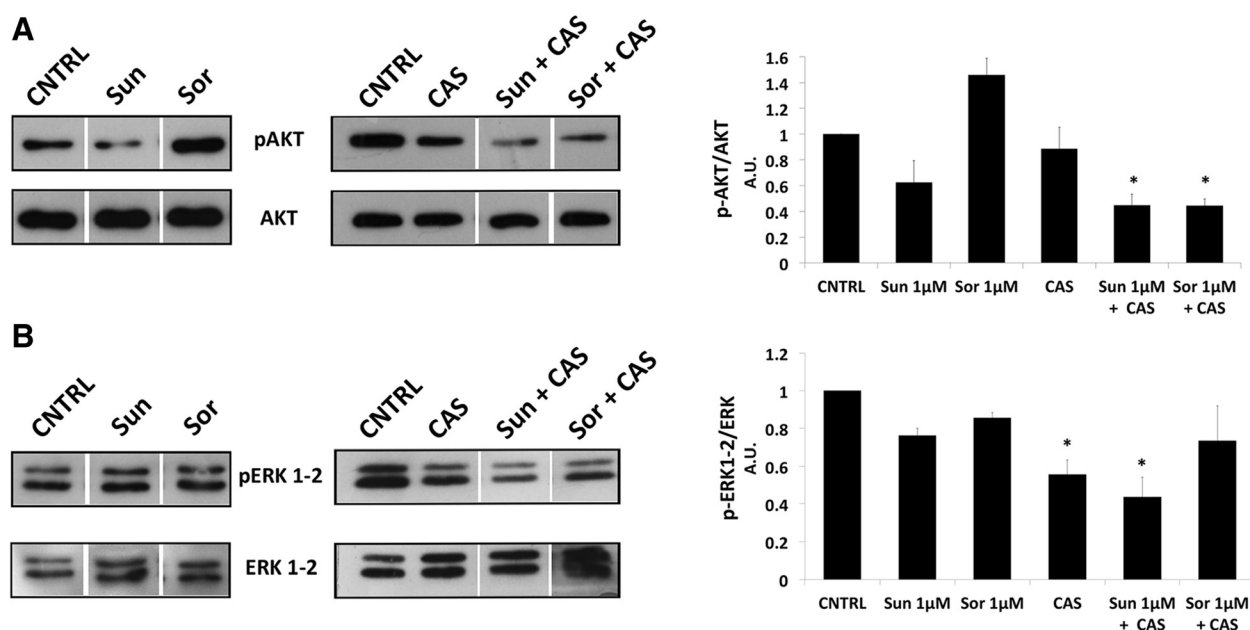 A
CNTRL Sun Sor
CNTRL CAS Sun + CAS Sor + CAS
pAKT
AKT
p-AKT/AKT
A.U.
1.6
1.4
1.2
1
0.8
0.6
0.4
0.2
0
* *
CNTRL Sun 1μM Sor 1μM CAS Sun 1μM Sor 1μM
+ CAS + CAS
B
CNTRL Sun Sor
CNTRL CAS Sun + CAS Sor + CAS
pERK 1-2
ERK 1-2
p-ERK1-2/ERK
A.U.
1.2
1
0.8
0.6
0.4
0.2
0
* *
CNTRL Sun 1μM Sor 1μM CAS Sun 1μM Sor 1μM
+ CAS + CAS